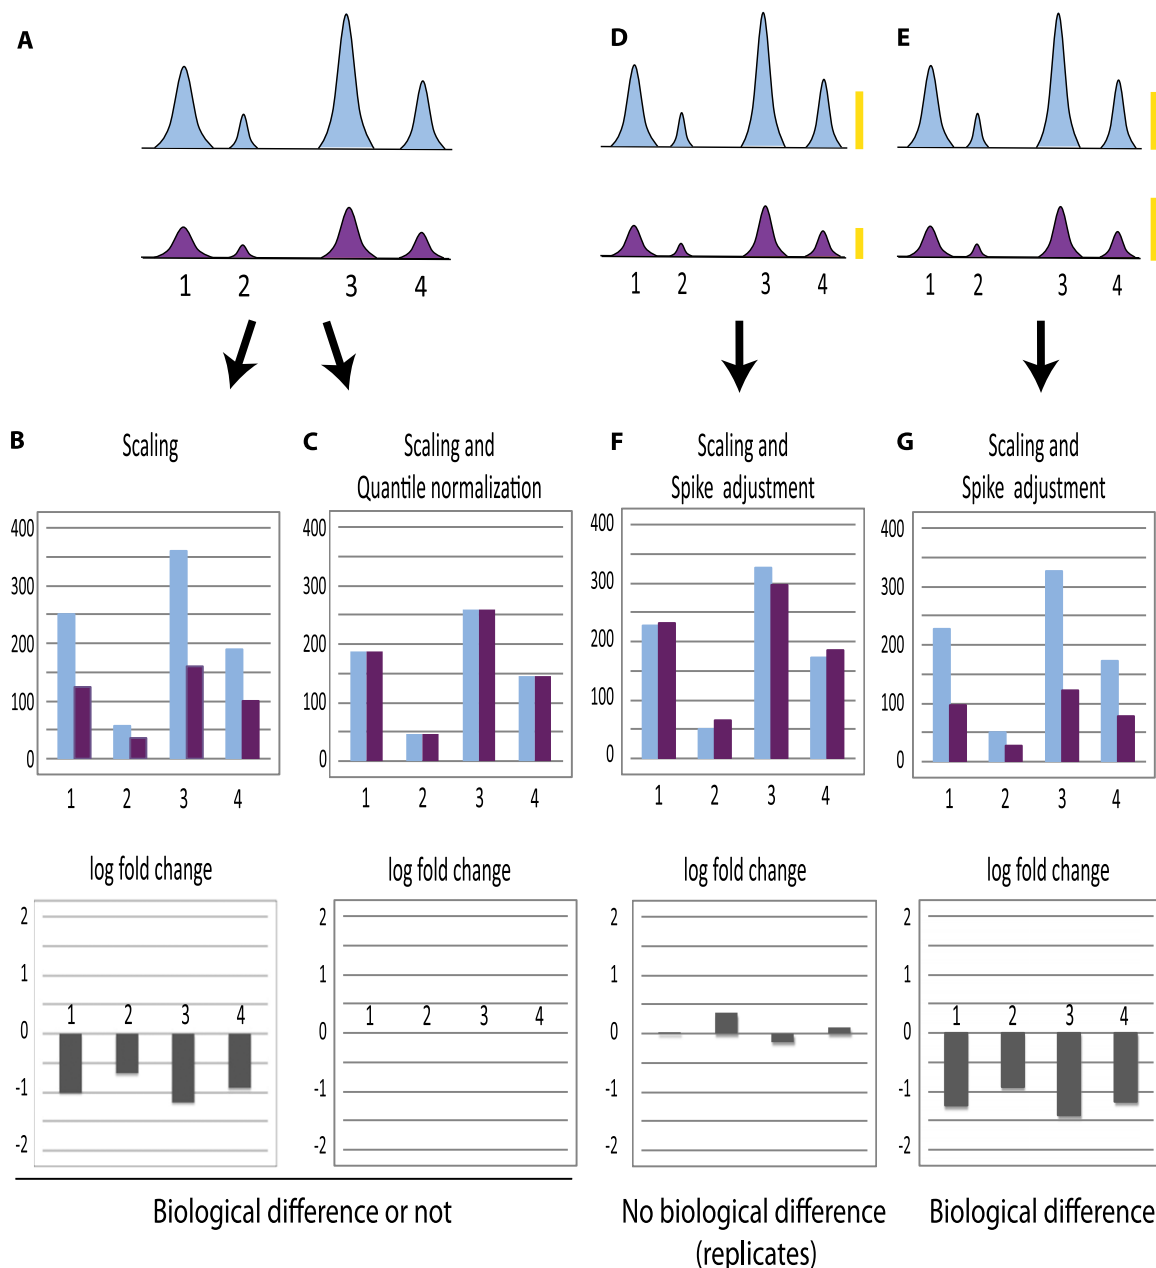 A
D
E
1 2 3 4
1 2 3 4
1 2 3 4
B
Scaling
C
Scaling and
Quantile normalization
F
Scaling and
Spike adjustment
G
Scaling and
Spike adjustment
400
300
200
100
0
1 2 3 4
400
300
200
100
0
1 2 3 4
400
300
200
100
0
1 2 3 4
400
300
200
100
0
1 2 3 4
log fold change
2
1
0
-1
-2
1 2 3 4
log fold change
2
1
0
-1
-2
1 2 3 4
log fold change
2
1
0
-1
-2
log fold change
2
1
0
-1
-2
1 2 3 4
Biological difference or not
No biological difference
(replicates)
Biological difference